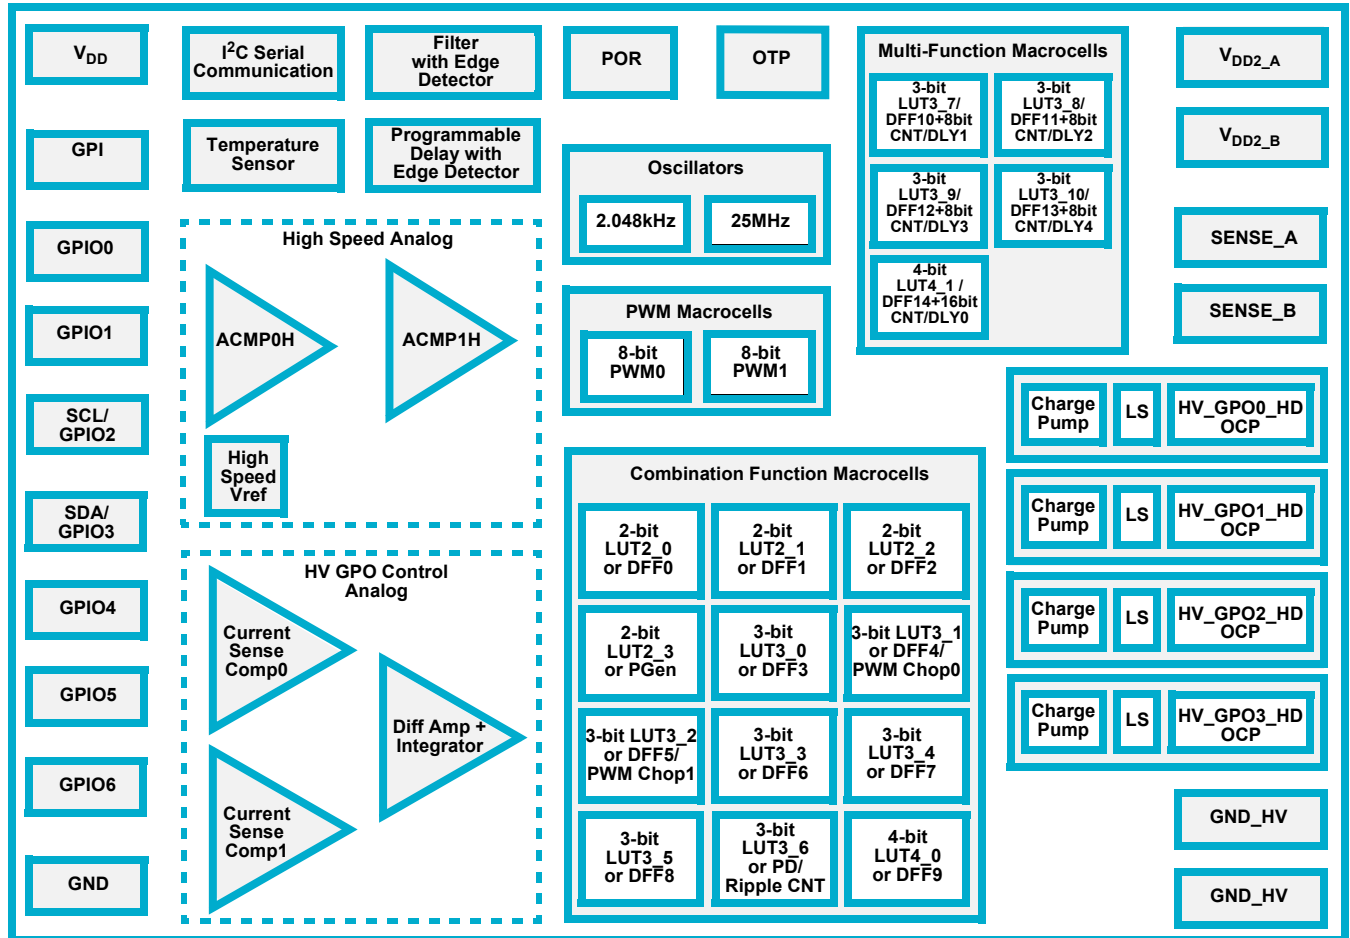 V_DD
GPI
GPIO0
GPIO1
SCL/
GPIO2
SDA/
GPIO3
GPIO4
GPIO5
GPIO6
GND
I²C Serial
Communication
Filter
with Edge
Detector
Temperature
Sensor
Programmable
Delay with
Edge Detector
POR
OTP
High Speed Analog
ACMP0H
ACMP1H
High
Speed
Vref
HV GPO Control
Analog
Current
Sense
Comp0
Diff Amp +
Integrator
Current
Sense
Comp1
Oscillators
2.048kHz
25MHz
PWM Macrocells
8-bit
PWM0
8-bit
PWM1
Combination Function Macrocells
2-bit
LUT2_0
or DFF0
2-bit
LUT2_1
or DFF1
2-bit
LUT2_2
or DFF2
2-bit
LUT2_3
or PGen
3-bit
LUT3_0
or DFF3
3-bit LUT3_1
or DFF4/
PWM Chop0
3-bit LUT3_2
or DFF5/
PWM Chop1
3-bit
LUT3_3
or DFF6
3-bit
LUT3_4
or DFF7
3-bit
LUT3_5
or DFF8
3-bit
LUT3_6
or PD/
Ripple CNT
4-bit
LUT4_0
or DFF9
Multi-Function Macrocells
3-bit
LUT3_7/
DFF10+8bit
CNT/DLY1
3-bit
LUT3_8/
DFF11+8bit
CNT/DLY2
3-bit
LUT3_9/
DFF12+8bit
CNT/DLY3
3-bit
LUT3_10/
DFF13+8bit
CNT/DLY4
4-bit
LUT4_1 /
DFF14+16bit
CNT/DLY0
V_DD2_A
V_DD2_B
SENSE_A
SENSE_B
Charge
Pump
LS
HV_GPO0_HD
OCP
Charge
Pump
LS
HV_GPO1_HD
OCP
Charge
Pump
LS
HV_GPO2_HD
OCP
Charge
Pump
LS
HV_GPO3_HD
OCP
GND_HV
GND_HV